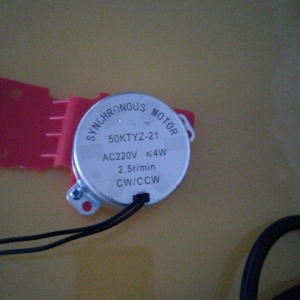 SYNCHRONOUS MOTOR
50KTYZ-21
AC220V ≤4W
2.5r/min
CW/CCW